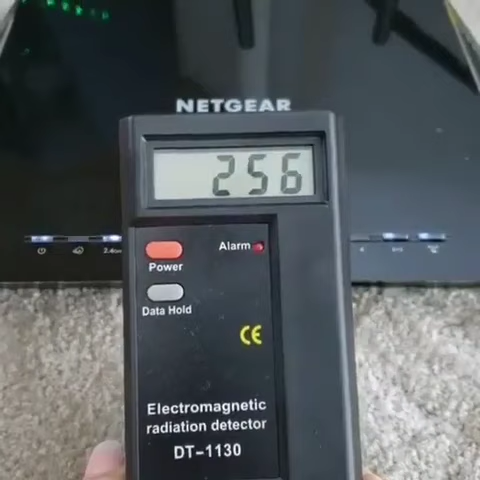 NETGEAR
256
Alarm
Power
Data Hold
CE
Electromagnetic
radiation detector
DT-1130